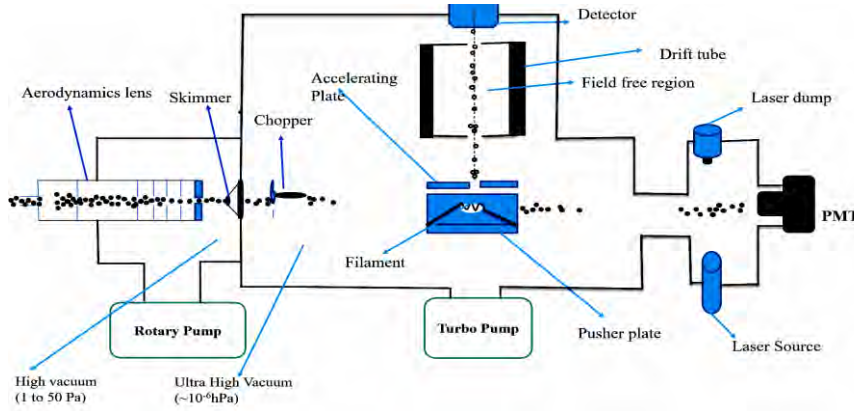 Detector
Drift tube
Accelerating
Plate
Field free region
Aerodynamics lens
Skimmer
Laser dump
Chopper
PMT
Filament
Rotary Pump
Turbo Pump
Pusher plate
Laser Source
High vacuum
(1 to 50 Pa)
Ultra High Vacuum
(~10⁻⁶hPa)